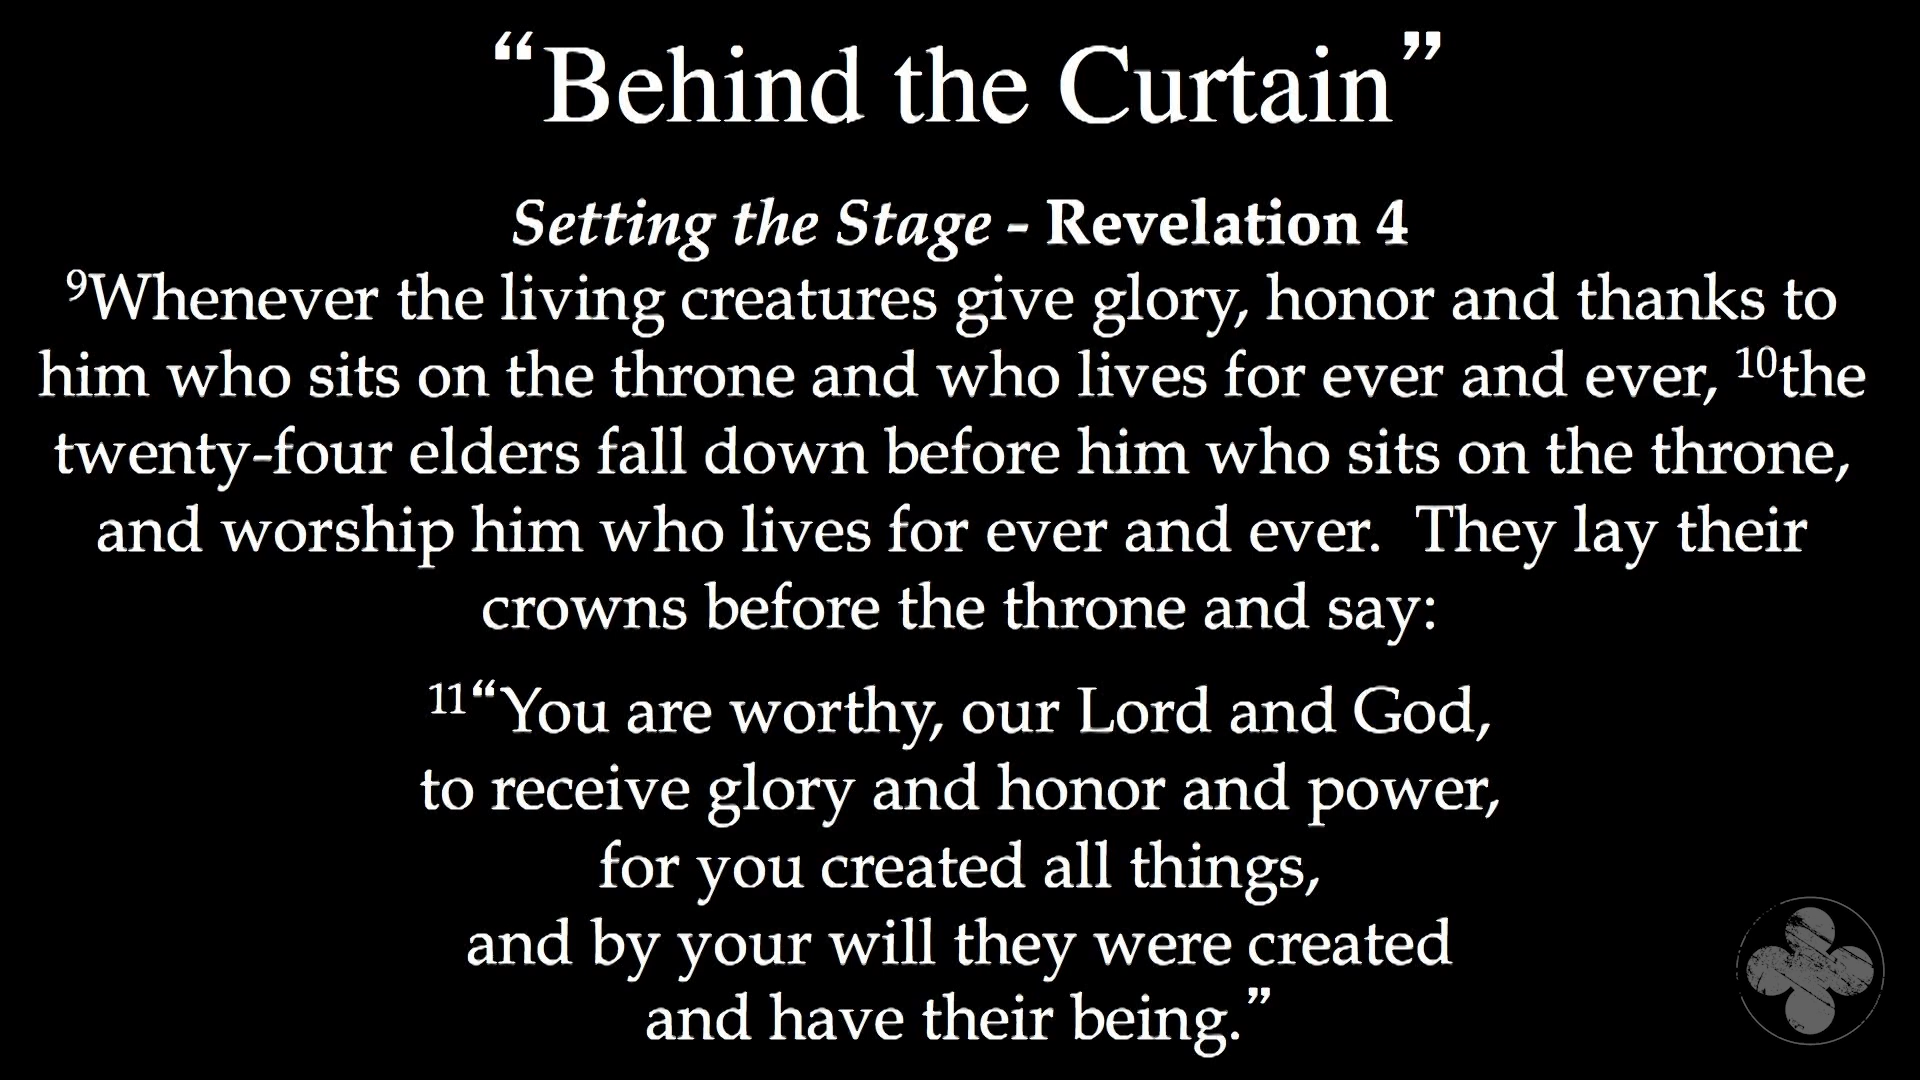 “Behind the Curtain”
Setting the Stage - Revelation 4
⁹Whenever the living creatures give glory, honor and thanks to
him who sits on the throne and who lives for ever and ever, ¹⁰the
twenty-four elders fall down before him who sits on the throne,
and worship him who lives for ever and ever.  They lay their
crowns before the throne and say:
¹¹“You are worthy, our Lord and God,
to receive glory and honor and power,
for you created all things,
and by your will they were created
and have their being.”